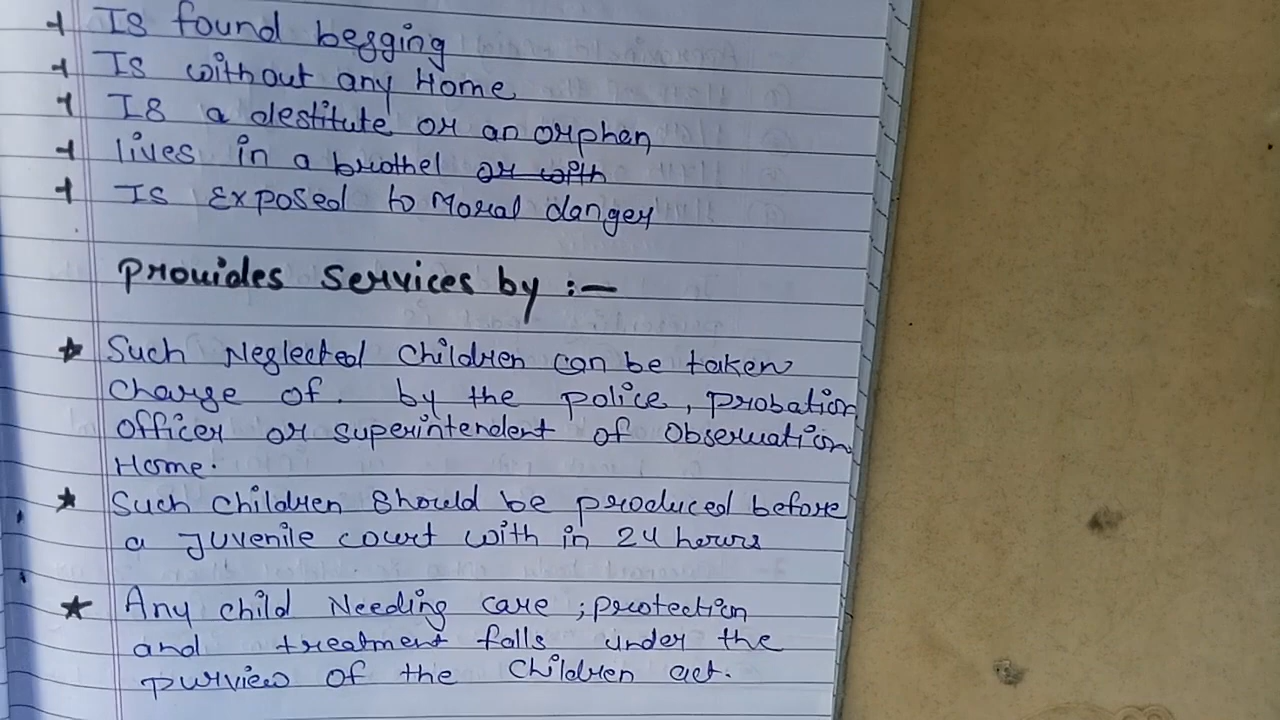 Is found begging
Is without any Home
Is a destitute or an orphen
lives in a brothel or with
Is Exposed to Moral danger
Provides Services by :-
Such Neglected children can be taken
charge of. by the police, probation
officer or superintendent of Observation
Home.
Such children should be produced before
a Juvenile court with in 24 hours
Any child Needing care ; protection
and treatment falls under the
purview of the children act.